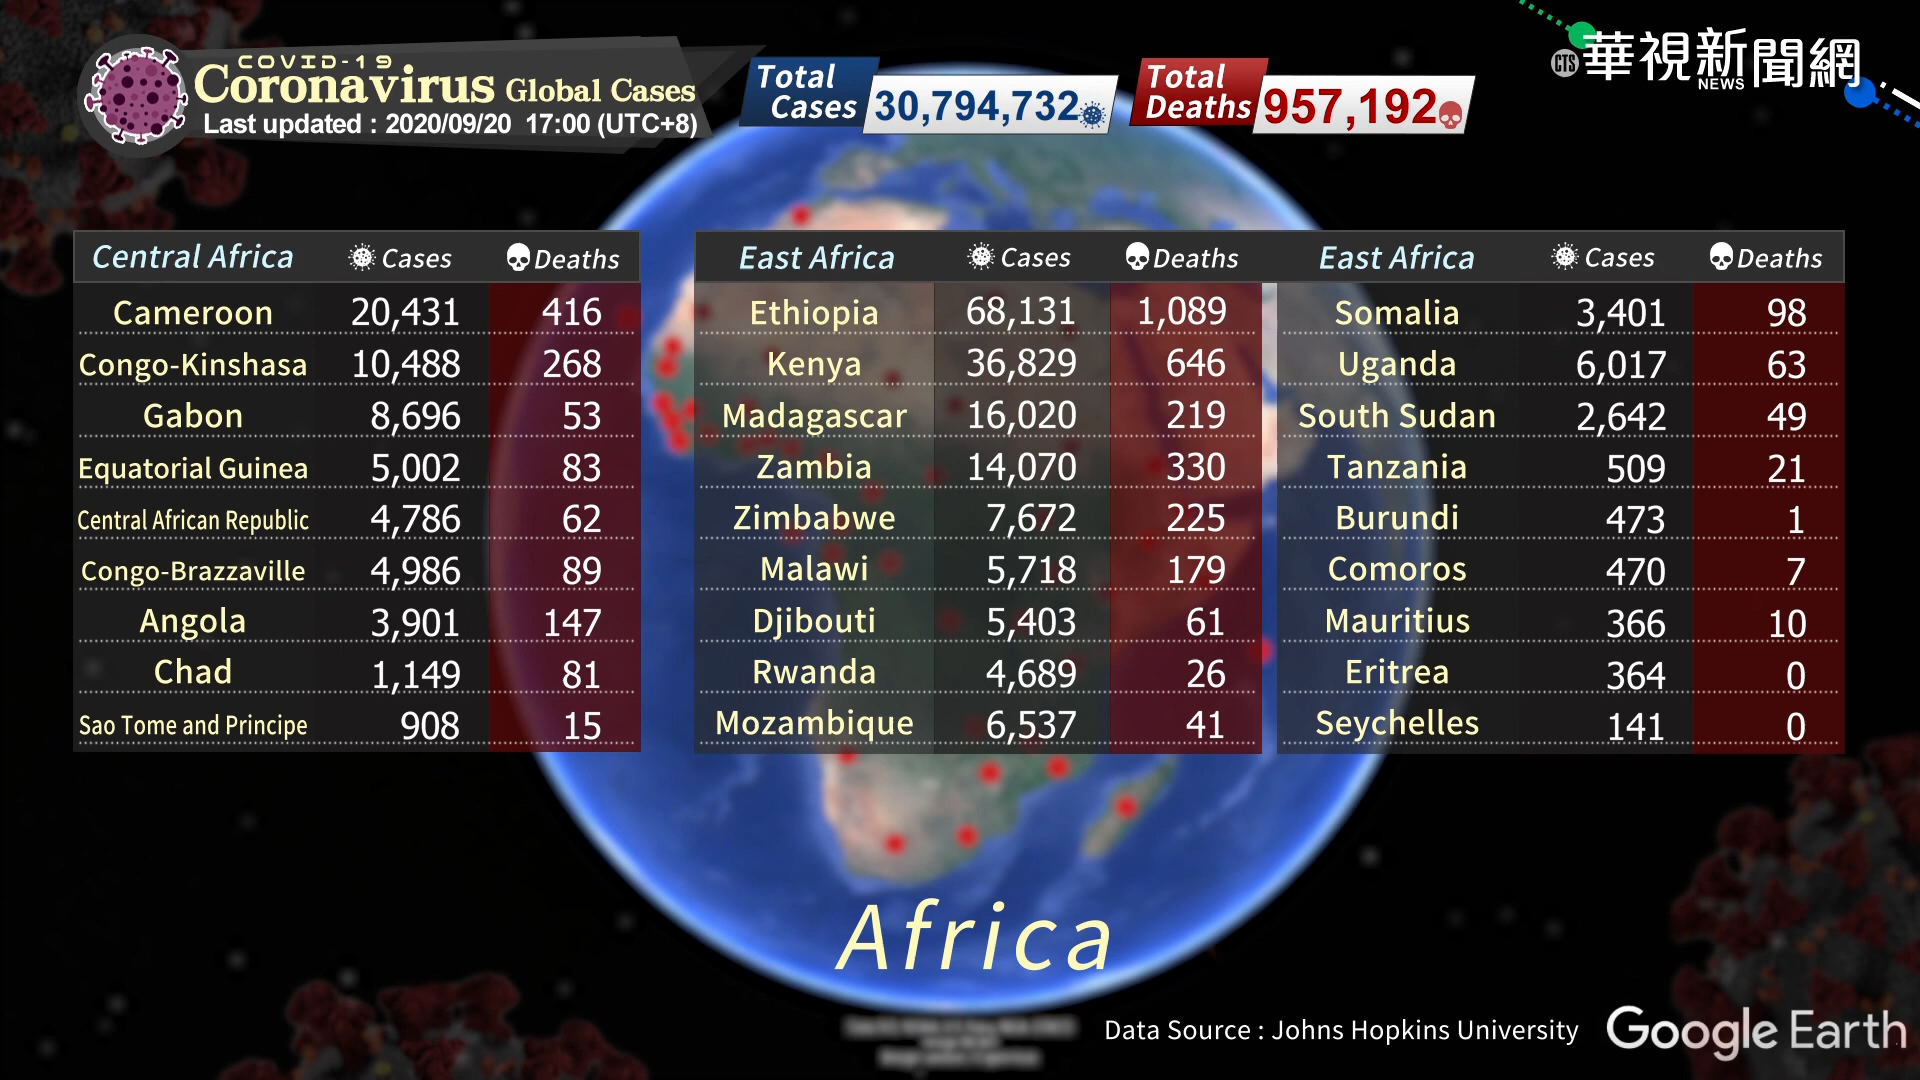 COVID-19
Coronavirus Global Cases
Last updated : 2020/09/20 17:00 (UTC+8)
Total Cases 30,794,732
Total Deaths 957,192
CTS 華視新聞網
NEWS
Central Africa Cases Deaths
Cameroon 20,431 416
Congo-Kinshasa 10,488 268
Gabon 8,696 53
Equatorial Guinea 5,002 83
Central African Republic 4,786 62
Congo-Brazzaville 4,986 89
Angola 3,901 147
Chad 1,149 81
Sao Tome and Principe 908 15
East Africa Cases Deaths
Ethiopia 68,131 1,089
Kenya 36,829 646
Madagascar 16,020 219
Zambia 14,070 330
Zimbabwe 7,672 225
Malawi 5,718 179
Djibouti 5,403 61
Rwanda 4,689 26
Mozambique 6,537 41
East Africa Cases Deaths
Somalia 3,401 98
Uganda 6,017 63
South Sudan 2,642 49
Tanzania 509 21
Burundi 473 1
Comoros 470 7
Mauritius 366 10
Eritrea 364 0
Seychelles 141 0
Africa
Data Source : Johns Hopkins University
Google Earth